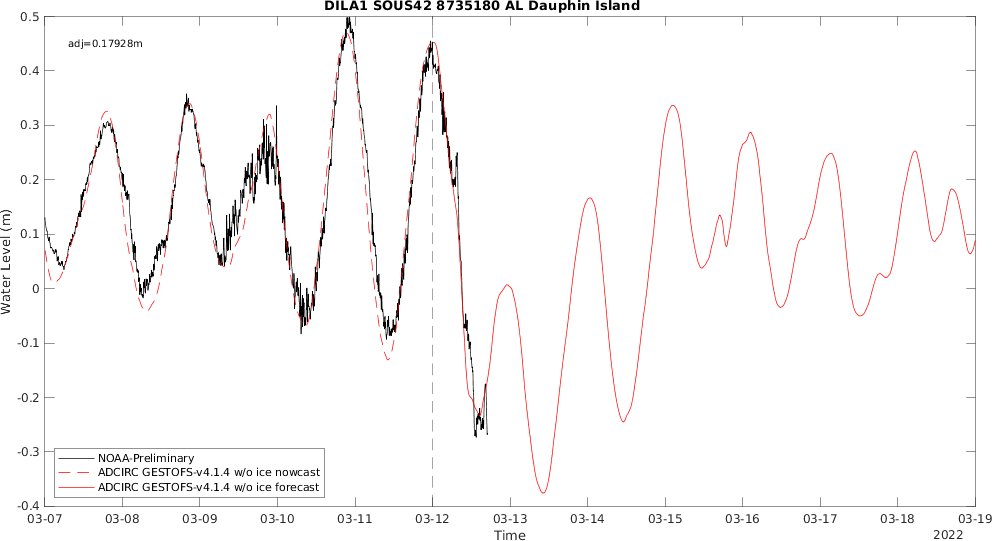 DILA1 SOUS42 8735180 AL Dauphin Island
adj=0.17928m
0.5
0.4
0.3
0.2
0.1
0
-0.1
-0.2
-0.3
-0.4
Water Level (m)
NOAA-Preliminary
ADCIRC GESTOFS-v4.1.4 w/o ice nowcast
ADCIRC GESTOFS-v4.1.4 w/o ice forecast
03-07 03-08 03-09 03-10 03-11 03-12 03-13 03-14 03-15 03-16 03-17 03-18 03-19
Time
2022